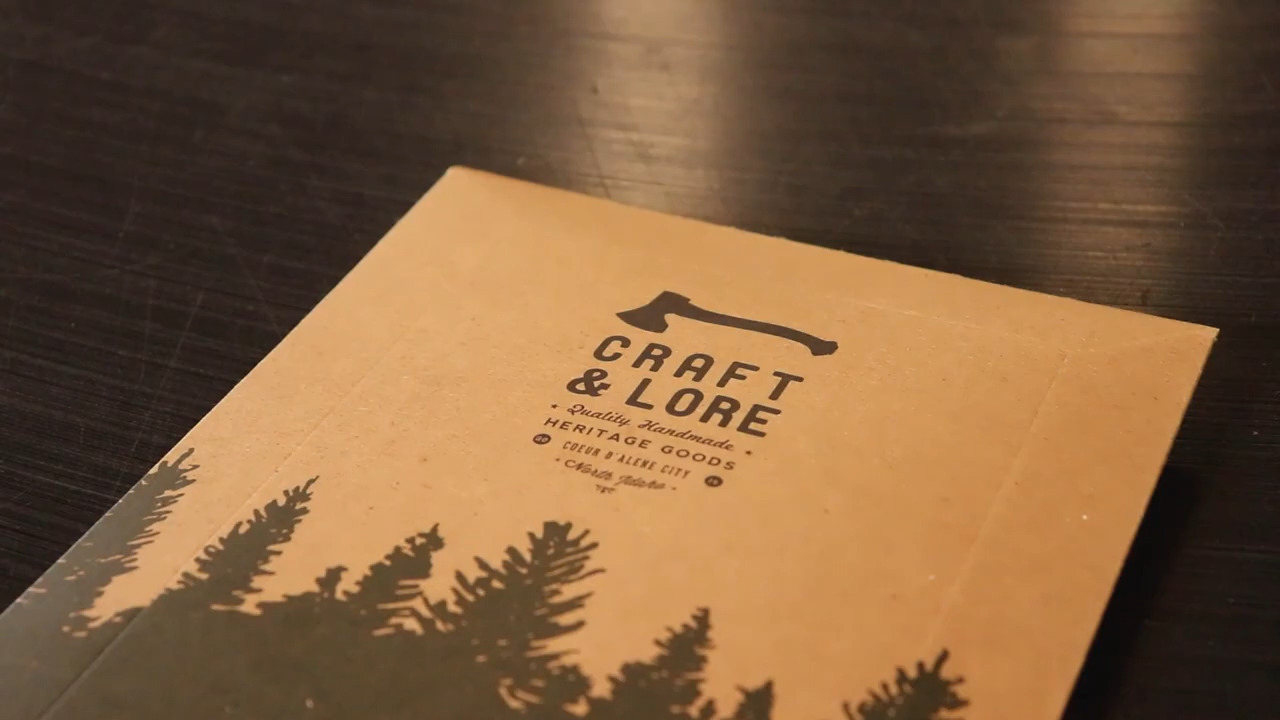 CRAFT
& LORE
Quality Handmade
HERITAGE GOODS
COEUR D'ALENE CITY
North Idaho